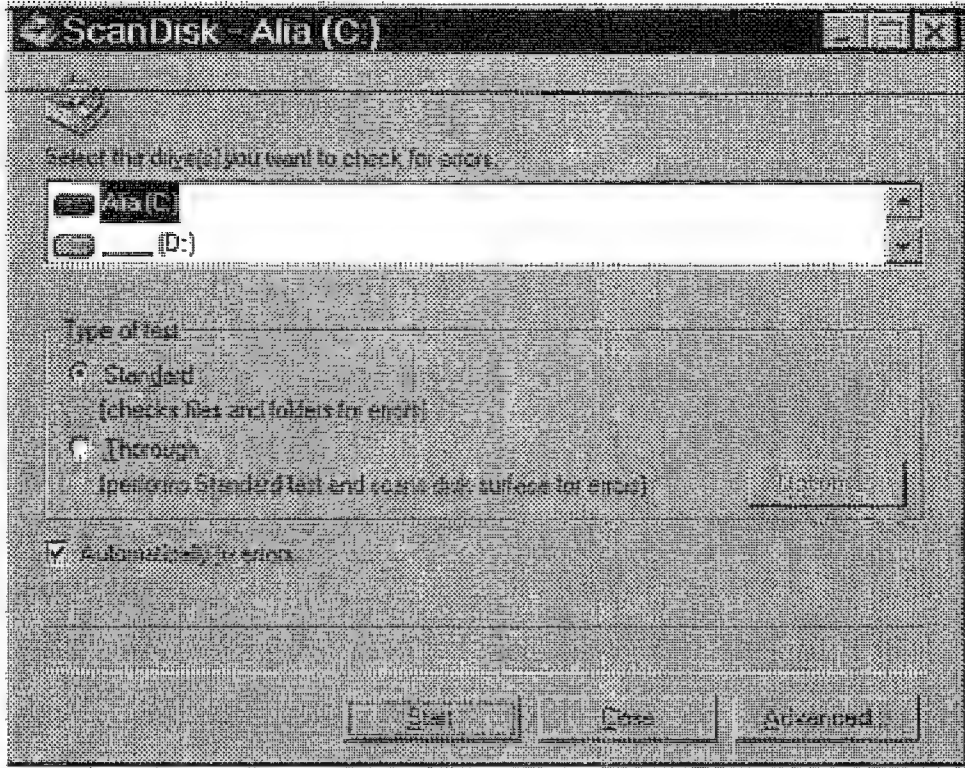 ScanDisk - Alia (C:)
Select the drive(s) you want to check for errors:
Alia (C:)
____ (D:)
Type of test
Standard
(checks files and folders for errors)
Thorough
(performs Standard test and scans disk surface for errors)
Options...
Automatically fix errors
Start
Close
Advanced...